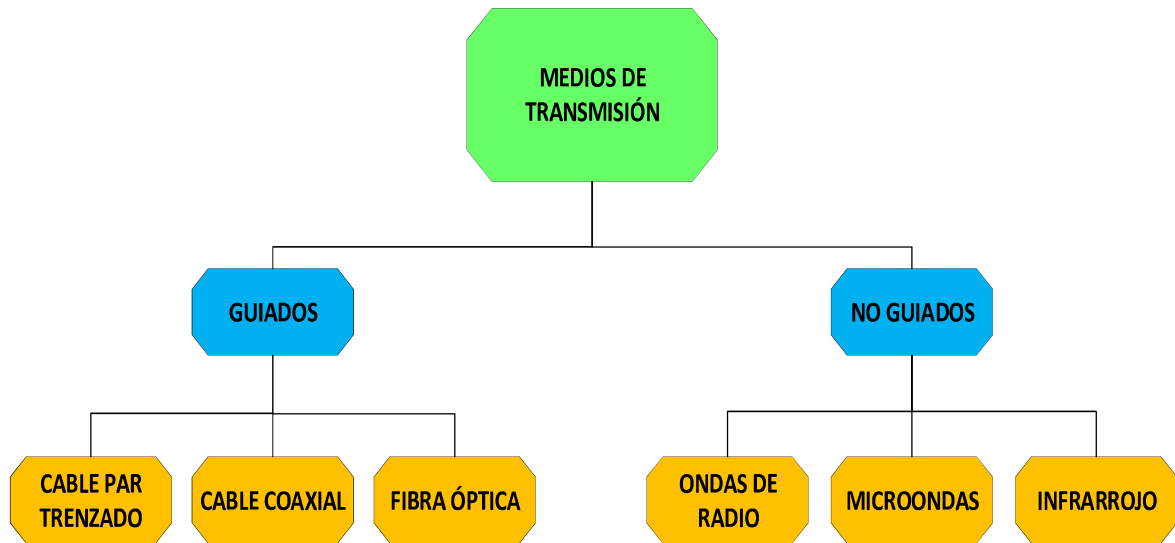 MEDIOS DE
TRANSMISIÓN
GUIADOS
NO GUIADOS
CABLE PAR
TRENZADO
CABLE COAXIAL
FIBRA ÓPTICA
ONDAS DE
RADIO
MICROONDAS
INFRARROJO